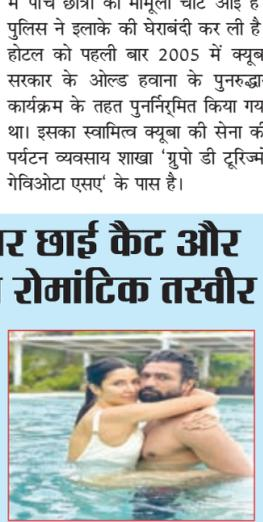 में पांच छात्रों को मामूली चोटें आई हैं
पुलिस ने इलाके की घेराबंदी कर ली है
होटल को पहली बार 2005 में क्यूबा
सरकार के ओल्ड हवाना के पुनरुद्धार
कार्यक्रम के तहत पुनर्निर्मित किया गया
था। इसका स्वामित्व क्यूबा की सेना की
पर्यटन व्यवसाय शाखा ‘ग्रुपो डी टूरिज्मो
गेविओटा एसए‘ के पास है।
पर छाई कैट और
रोमांटिक तस्वीर